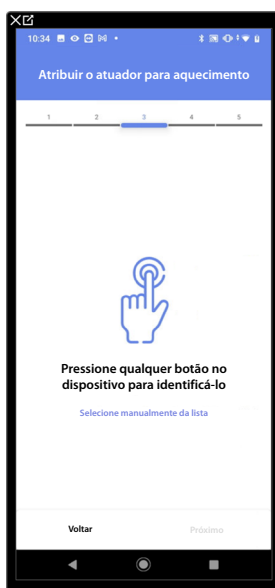 10:34
Atribuir o atuador para aquecimento
1 2 3 4 5
Pressione qualquer botão no
dispositivo para identificá-lo
Selecione manualmente da lista
Voltar Próximo